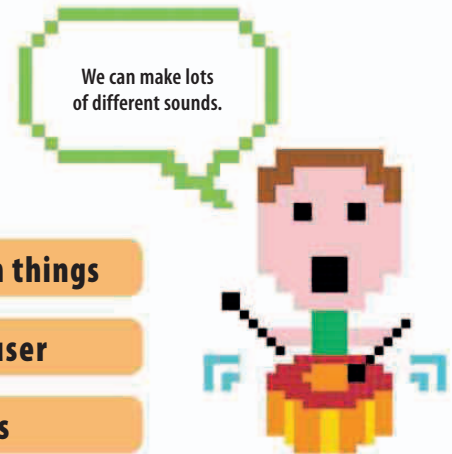 We can make lots
of different sounds.
things
user
s